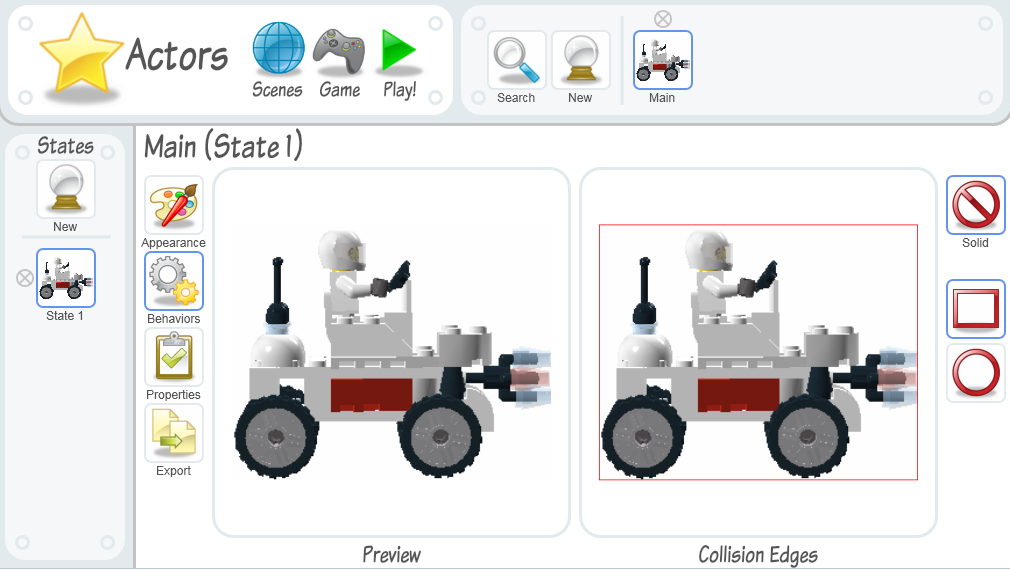 Actors
Scenes
Game
Play!
Search
New
Main
States
New
State 1
Main (State 1)
Appearance
Behaviors
Properties
Export
Solid
Preview
Collision Edges